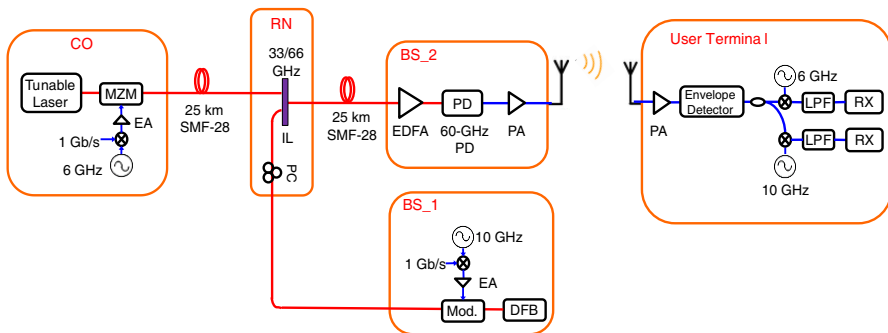 CO
Tunable
Laser
MZM
EA
1 Gb/s
6 GHz
25 km
SMF-28
RN
33/66
GHz
IL
PC
25 km
SMF-28
BS_2
EDFA
PD
60-GHz
PD
PA
BS_1
10 GHz
1 Gb/s
EA
Mod.
DFB
User Termina l
PA
Envelope
Detector
6 GHz
LPF
RX
LPF
RX
10 GHz